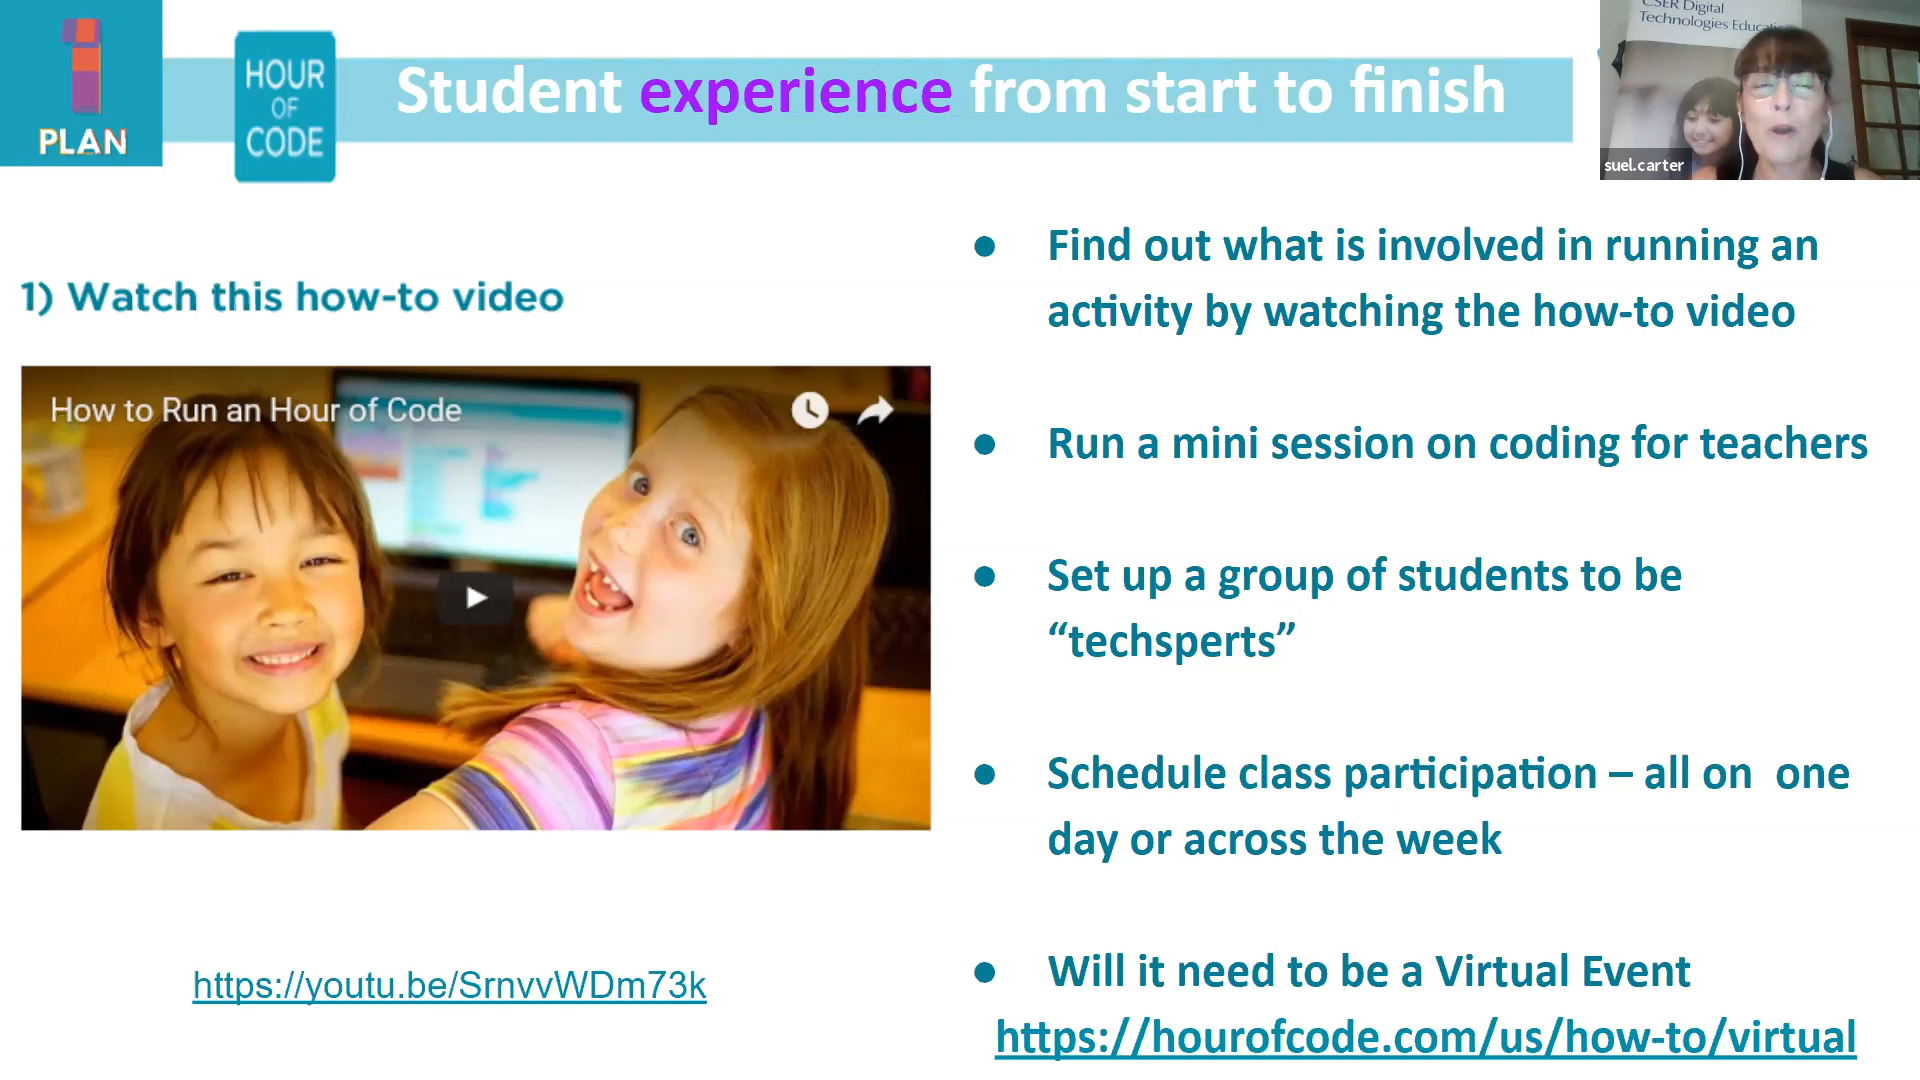 PLAN
HOUR
OF
CODE
Student experience from start to finish
CSER Digital
Technologies
suel.carter
1) Watch this how-to video
How to Run an Hour of Code
https://youtu.be/SrnvvWDm73k
● Find out what is involved in running an
activity by watching the how-to video
● Run a mini session on coding for teachers
● Set up a group of students to be
“techsperts”
● Schedule class participation – all on  one
day or across the week
● Will it need to be a Virtual Event
https://hourofcode.com/us/how-to/virtual